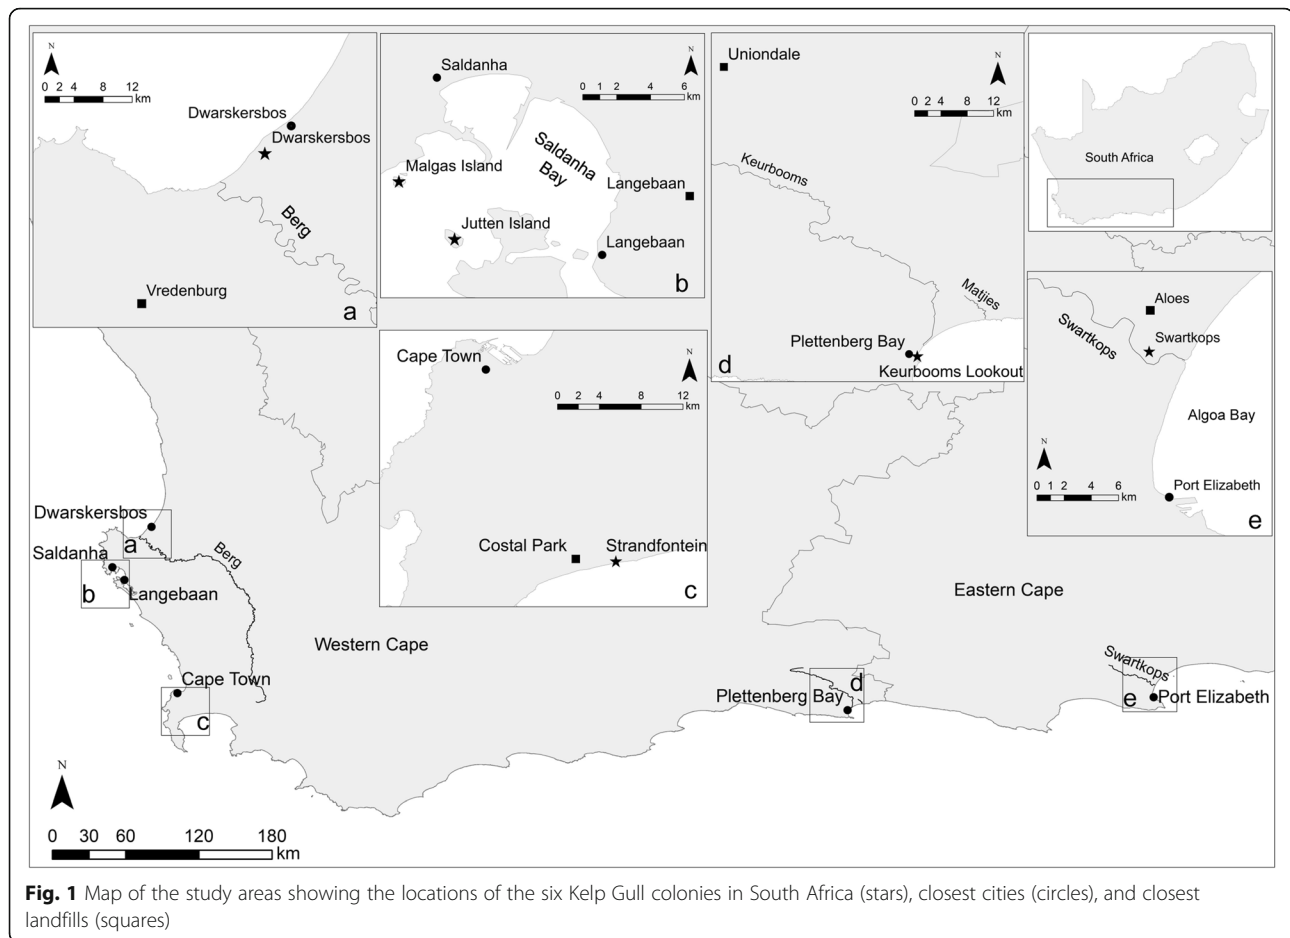 N
0 2 4 8 12
km
Dwarskersbos
Dwarskersbos
Berg
Vredenburg
a
Saldanha
N
0 1 2 4 6
km
Saldanha
Bay
Malgas Island
Langebaan
Jutten Island
Langebaan
b
Uniondale
N
0 2 4 8 12
km
Keurbooms
Matjies
Plettenberg Bay
Keurbooms Lookout
d
South Africa
Aloes
Swartkops
Swartkops
Algoa Bay
N
0 1 2 4 6
km
Port Elizabeth
e
Cape Town
N
0 2 4 8 12
km
Costal Park
Strandfontein
c
Dwarskersbos
a
Saldanha
Berg
b
Langebaan
Western Cape
Eastern Cape
Cape Town
c
Plettenberg Bay
d
Swartkops
e
Port Elizabeth
N
0 30 60 120 180
km
Fig. 1 Map of the study areas showing the locations of the six Kelp Gull colonies in South Africa (stars), closest cities (circles), and closest
landfills (squares)